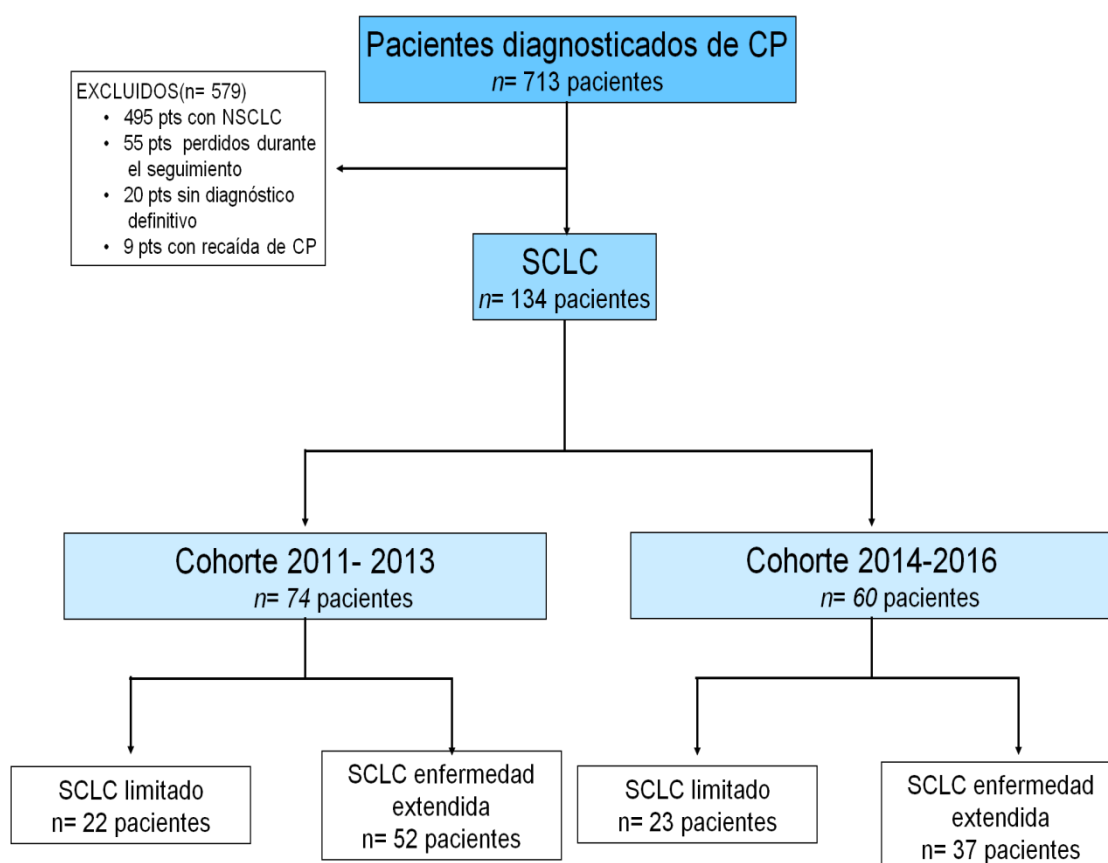 Pacientes diagnosticados de CP
n= 713 pacientes
EXCLUIDOS(n= 579)
• 495 pts con NSCLC
• 55 pts perdidos durante
el seguimiento
• 20 pts sin diagnóstico
definitivo
• 9 pts con recaída de CP
SCLC
n= 134 pacientes
Cohorte 2011- 2013
n= 74 pacientes
Cohorte 2014-2016
n= 60 pacientes
SCLC limitado
n= 22 pacientes
SCLC enfermedad
extendida
n= 52 pacientes
SCLC limitado
n= 23 pacientes
SCLC enfermedad
extendida
n= 37 pacientes